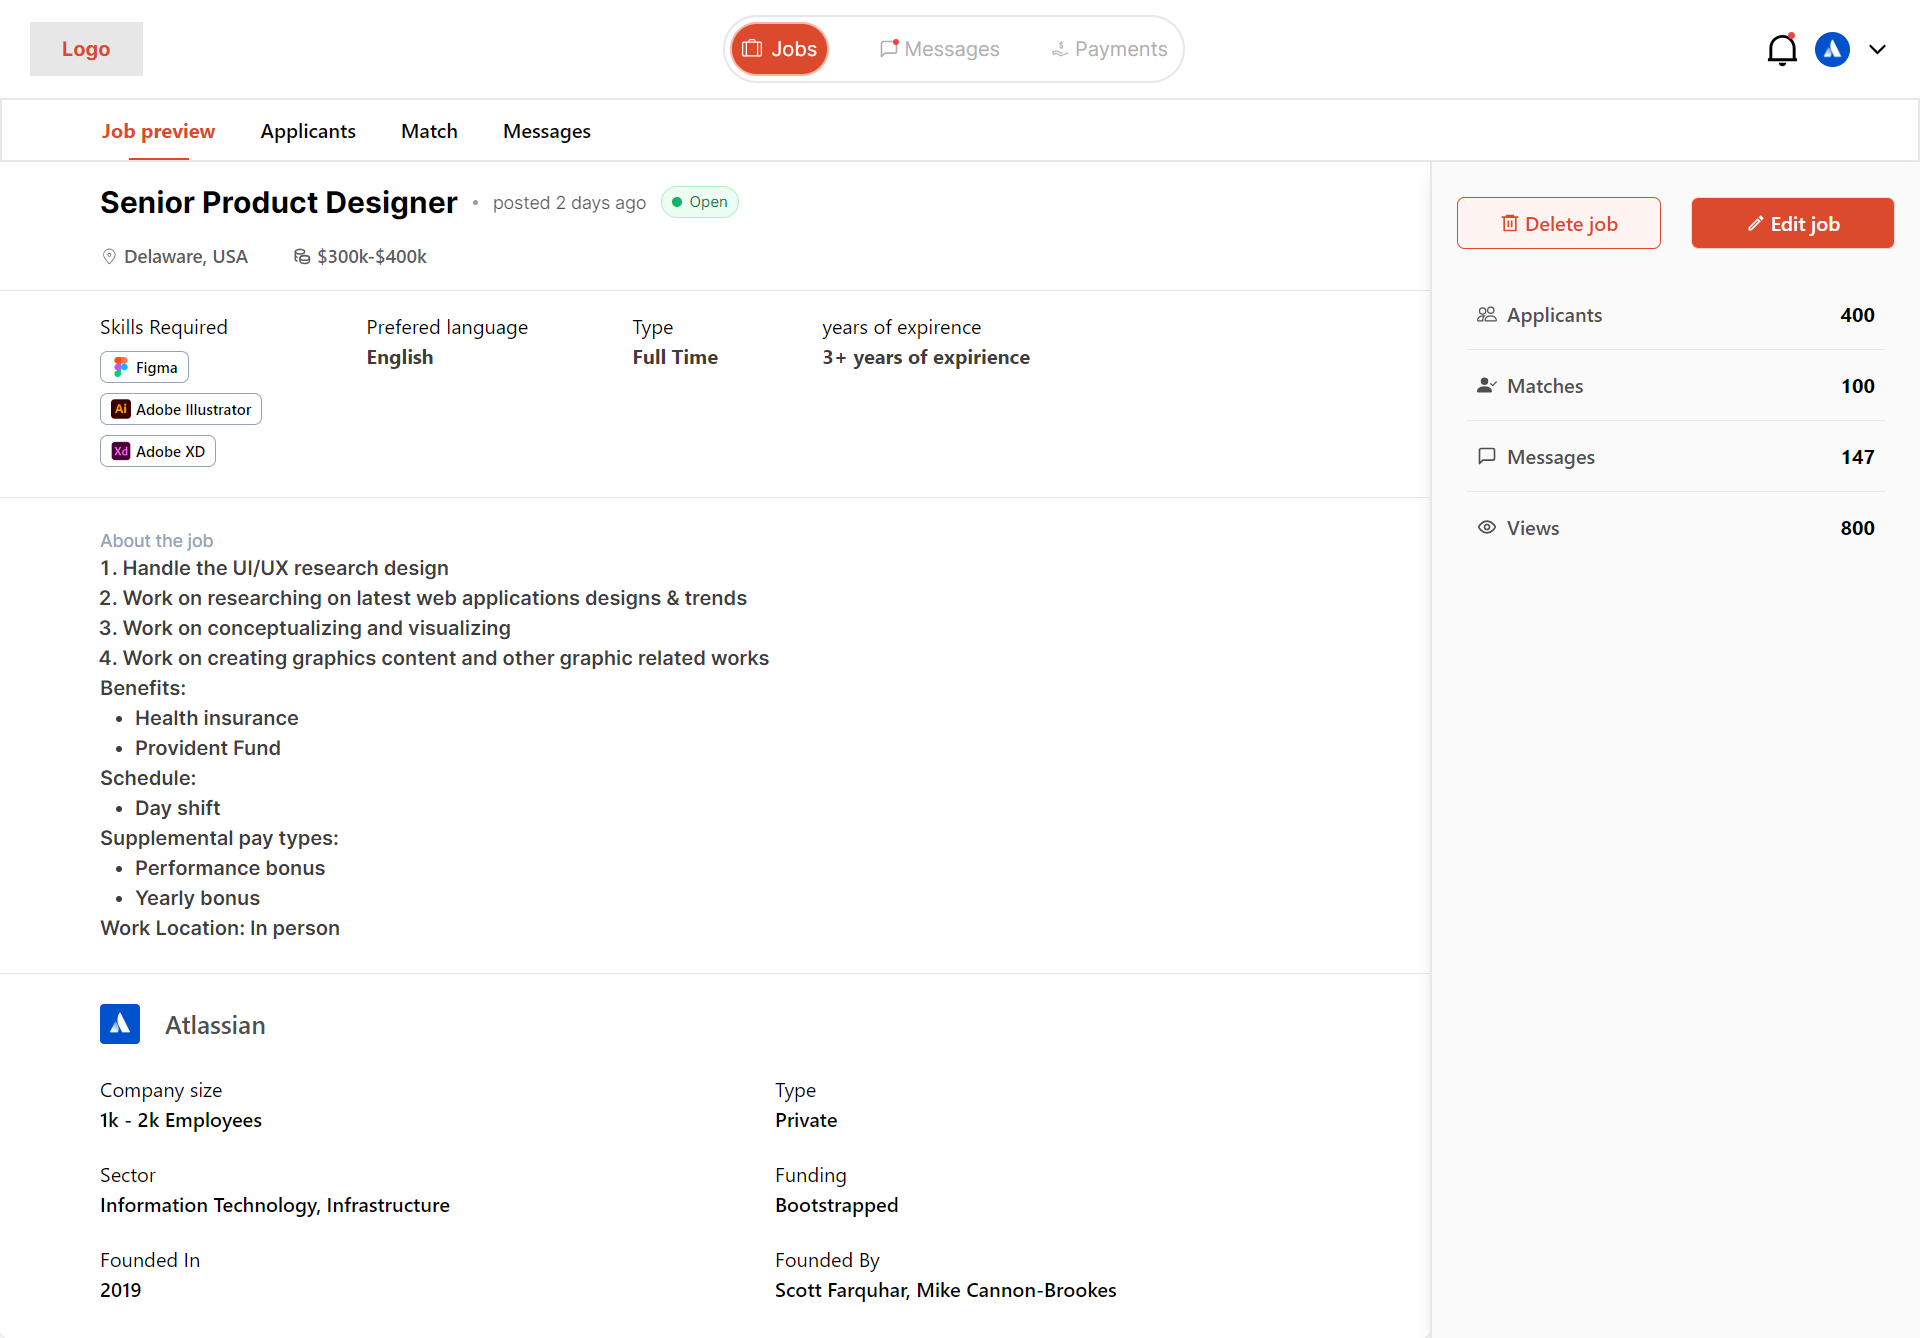 Logo
Jobs
Messages
Payments
Job preview
Applicants
Match
Messages
Senior Product Designer • posted 2 days ago
Open
Delaware, USA
$300k-$400k
Delete job
Edit job
Applicants 400
Matches 100
Messages 147
Views 800
Skills Required
Figma
Ai Adobe Illustrator
Xd Adobe XD
Prefered language
English
Type
Full Time
years of expirence
3+ years of expirience
About the job
1. Handle the UI/UX research design
2. Work on researching on latest web applications designs & trends
3. Work on conceptualizing and visualizing
4. Work on creating graphics content and other graphic related works
Benefits:
• Health insurance
• Provident Fund
Schedule:
• Day shift
Supplemental pay types:
• Performance bonus
• Yearly bonus
Work Location: In person
Atlassian
Company size
1k - 2k Employees
Type
Private
Sector
Information Technology, Infrastructure
Funding
Bootstrapped
Founded In
2019
Founded By
Scott Farquhar, Mike Cannon-Brookes